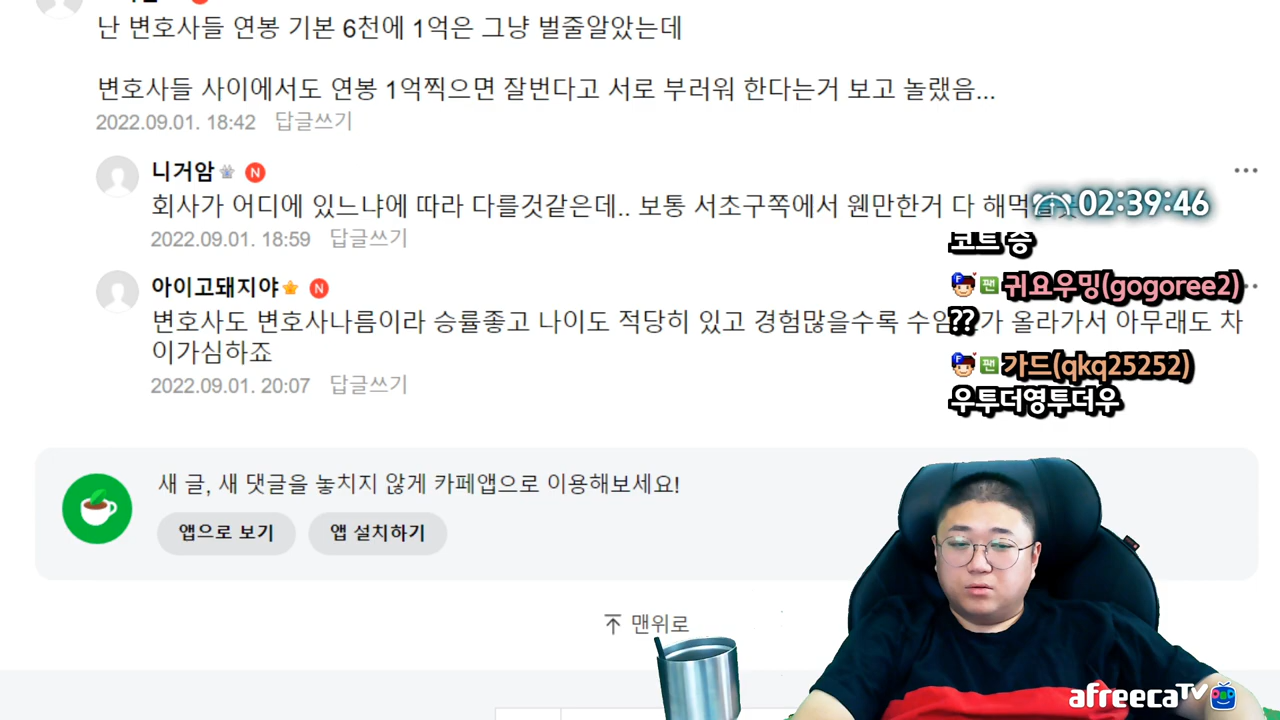 난 변호사들 연봉 기본 6천에 1억은 그냥 벌줄알았는데
변호사들 사이에서도 연봉 1억찍으면 잘번다고 서로 부러워 한다는거 보고 놀랬음...
2022.09.01. 18:42 답글쓰기
니거암 N
회사가 어디에 있느냐에 따라 다를것같은데.. 보통 서초구쪽에서 웬만한거 다
02:39:46
2022.09.01. 18:59 답글쓰기
코트 증
아이고돼지야 N
팬 귀요우밍(gogoree2)
변호사도 변호사나름이라 승률좋고 나이도 적당히 있고 경험많을수록 가 올라가서 아무래도 차
??
이가심하죠
팬 가드(qkq25252)
2022.09.01. 20:07 답글쓰기
우투더영투더우
새 글, 새 댓글을 놓치지 않게 카페앱으로 이용해보세요!
앱으로 보기 앱 설치하기
맨위로
afreecaTV